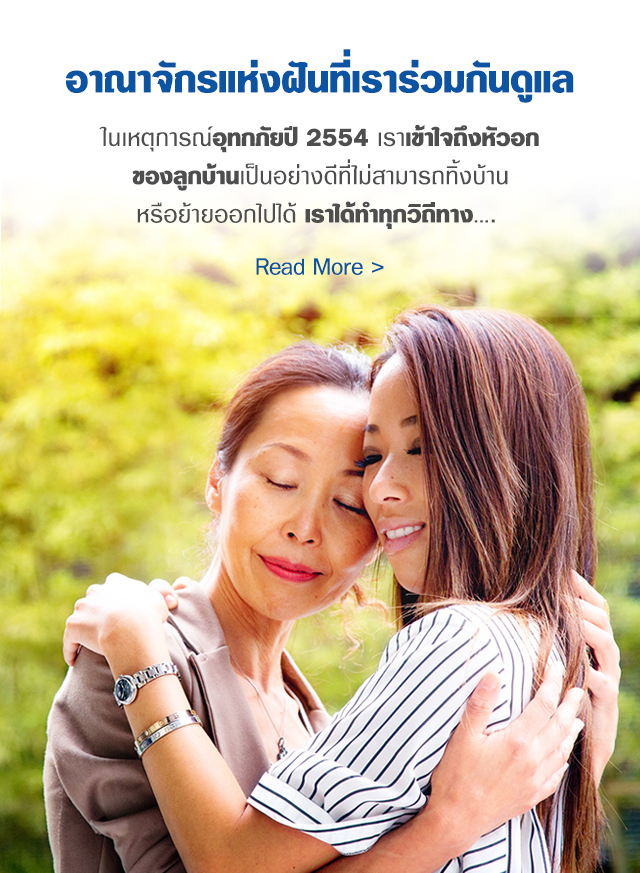 อาณาจักรแห่งฝันที่เราร่วมกันดูแล
ในเหตุการณ์อุทกภัยปี 2554 เราเข้าใจถึงหัวอก
ของลูกบ้านเป็นอย่างดีที่ไม่สามารถทิ้งบ้าน
หรือย้ายออกไปได้ เราได้ทำทุกวิถีทาง....
Read More >